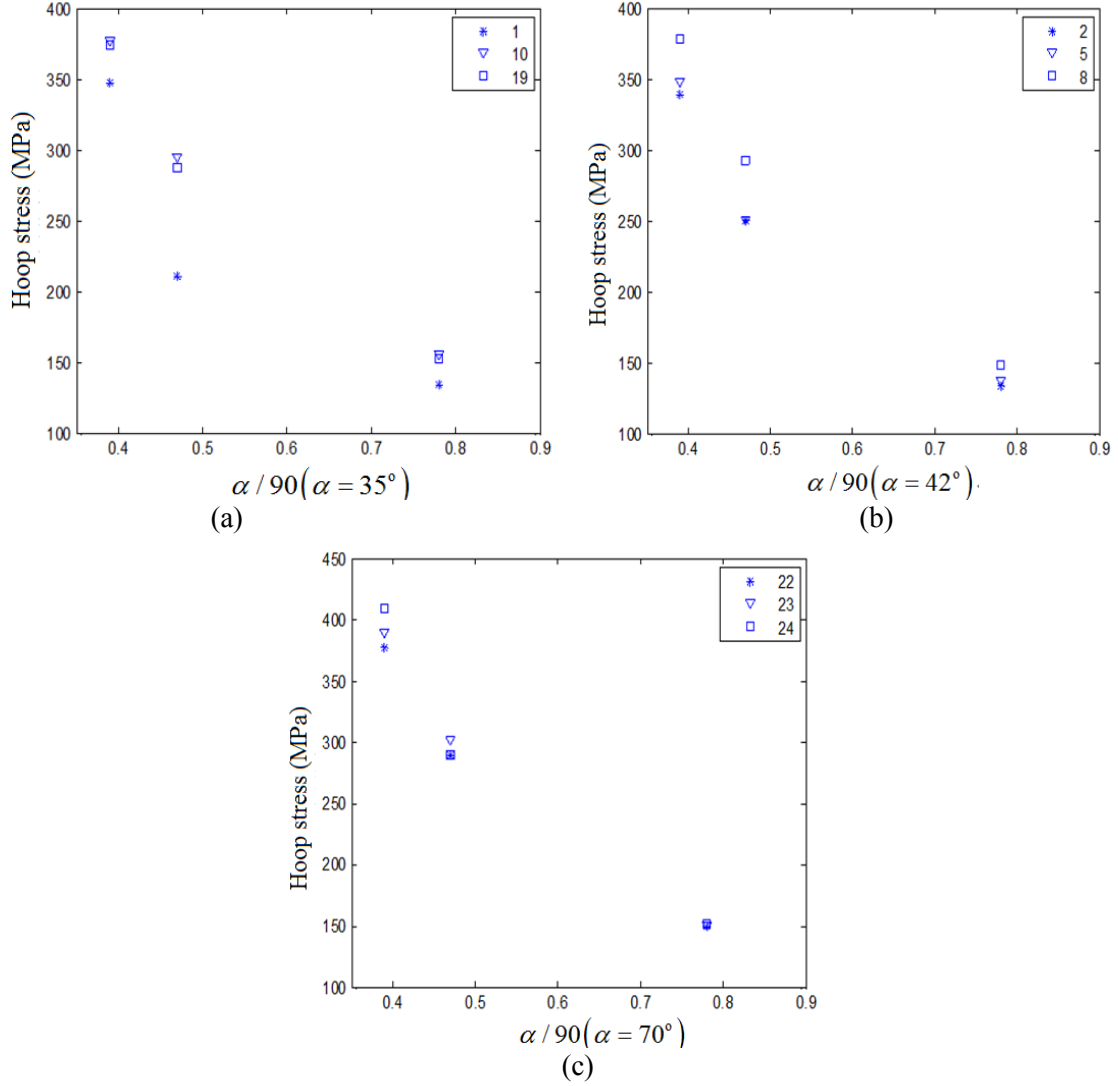 400
350
300
250
200
150
100
Hoop stress (MPa)
0.4 0.5 0.6 0.7 0.8 0.9
1
10
19
α / 90 (α = 35°)
(a)
400
350
300
250
200
150
100
Hoop stress (MPa)
0.4 0.5 0.6 0.7 0.8 0.9
2
5
8
α / 90 (α = 42°).
(b)
450
400
350
300
250
200
150
100
Hoop stress (MPa)
0.4 0.5 0.6 0.7 0.8 0.9
22
23
24
α / 90 (α = 70°)
(c)